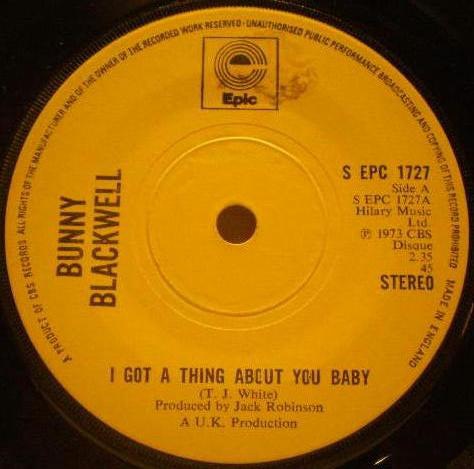 A PRODUCT OF CBS RECORDS ALL RIGHTS OF THE MANUFACTURER AND OF THE OWNER OF THE RECORDED WORK RESERVED · UNAUTHORISED PUBLIC PERFORMANCE BROADCASTING AND COPYING OF THIS RECORD PROHIBITED · MADE IN ENGLAND
Epic
S EPC 1727
Side A
S EPC 1727A
Hilary Music
Ltd.
℗ 1973 CBS
Disque
2.35
45
STEREO
BUNNY
BLACKWELL
I GOT A THING ABOUT YOU BABY
(T. J. White)
Produced by Jack Robinson
A U.K. Production